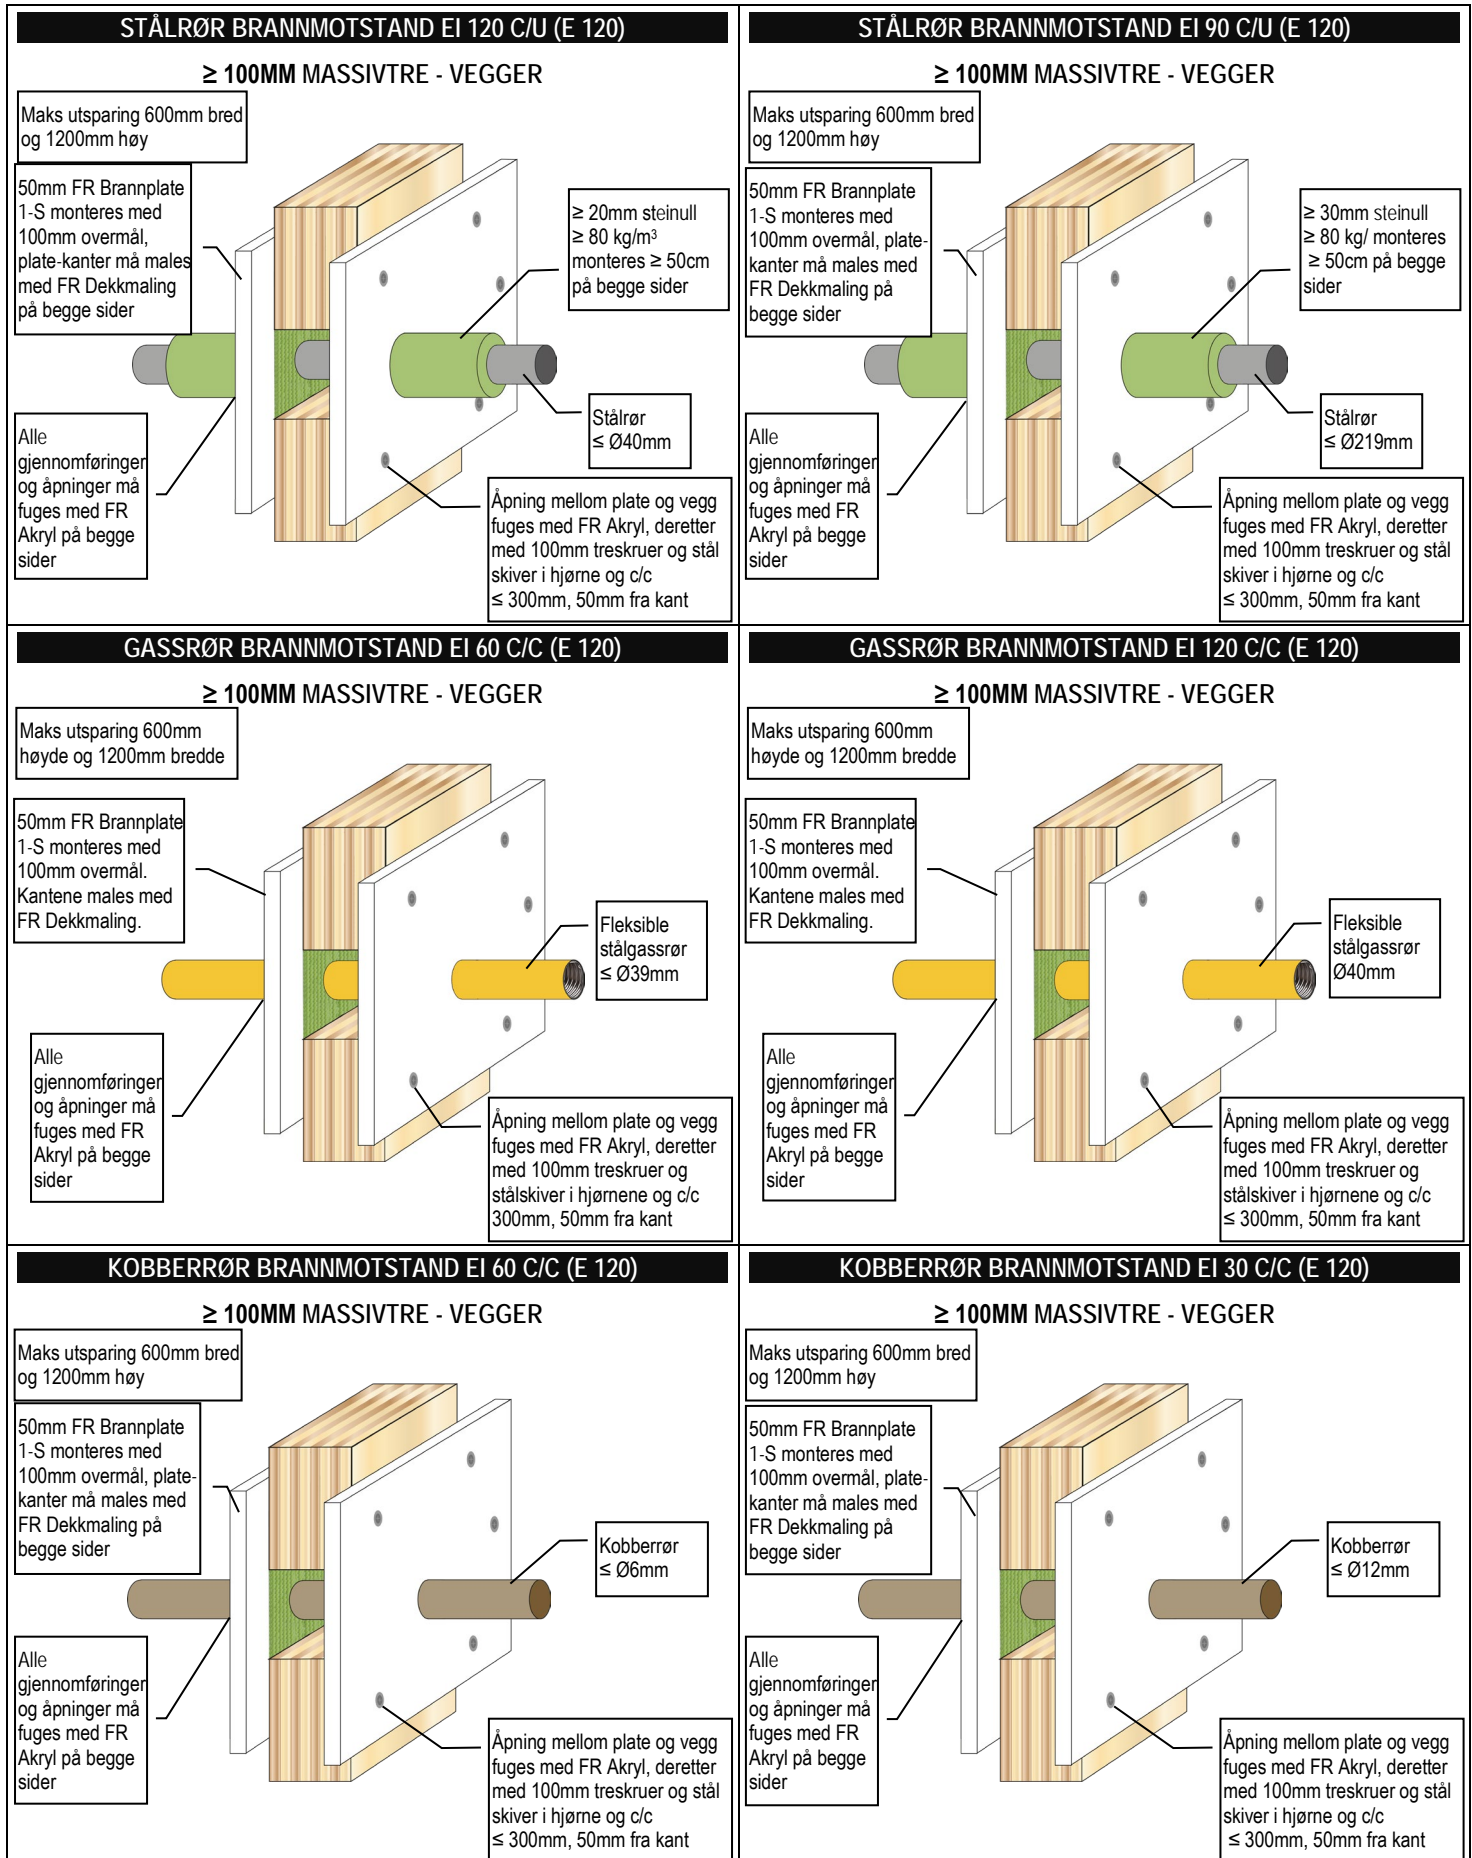 STÅLRØR BRANNMOTSTAND EI 120 C/U (E 120)
≥ 100MM MASSIVTRE - VEGGER
Maks utsparing 600mm bred
og 1200mm høy
50mm FR Brannplate
1-S monteres med
100mm overmål,
plate-kanter må males
med FR Dekkmaling
på begge sider
≥ 20mm steinull
≥ 80 kg/m³
monteres ≥ 50cm
på begge sider
Stålrør
≤ Ø40mm
Alle
gjennomføringer
og åpninger må
fuges med FR
Akryl på begge
sider
Åpning mellom plate og vegg
fuges med FR Akryl, deretter
med 100mm treskruer og stål
skiver i hjørne og c/c
≤ 300mm, 50mm fra kant
STÅLRØR BRANNMOTSTAND EI 90 C/U (E 120)
≥ 100MM MASSIVTRE - VEGGER
Maks utsparing 600mm bred
og 1200mm høy
50mm FR Brannplate
1-S monteres med
100mm overmål, plate-
kanter må males med
FR Dekkmaling på
begge sider
≥ 30mm steinull
≥ 80 kg/ monteres
≥ 50cm på begge
sider
Stålrør
≤ Ø219mm
Alle
gjennomføringer
og åpninger må
fuges med FR
Akryl på begge
sider
Åpning mellom plate og vegg
fuges med FR Akryl, deretter
med 100mm treskruer og stål
skiver i hjørne og c/c
≤ 300mm, 50mm fra kant
GASSRØR BRANNMOTSTAND EI 60 C/C (E 120)
≥ 100MM MASSIVTRE - VEGGER
Maks utsparing 600mm
høyde og 1200mm bredde
50mm FR Brannplate
1-S monteres med
100mm overmål.
Kantene males med
FR Dekkmaling.
Fleksible
stålgassrør
≤ Ø39mm
Alle
gjennomføringer
og åpninger må
fuges med FR
Akryl på begge
sider
Åpning mellom plate og vegg
fuges med FR Akryl, deretter
med 100mm treskruer og
stålskiver i hjørnene og c/c
300mm, 50mm fra kant
GASSRØR BRANNMOTSTAND EI 120 C/C (E 120)
≥ 100MM MASSIVTRE - VEGGER
Maks utsparing 600mm
høyde og 1200mm bredde
50mm FR Brannplate
1-S monteres med
100mm overmål.
Kantene males med
FR Dekkmaling.
Fleksible
stålgassrør
Ø40mm
Alle
gjennomføringer
og åpninger må
fuges med FR
Akryl på begge
sider
Åpning mellom plate og vegg
fuges med FR Akryl, deretter
med 100mm treskruer og
stålskiver i hjørnene og c/c
≤ 300mm, 50mm fra kant
KOBBERRØR BRANNMOTSTAND EI 60 C/C (E 120)
≥ 100MM MASSIVTRE - VEGGER
Maks utsparing 600mm bred
og 1200mm høy
50mm FR Brannplate
1-S monteres med
100mm overmål, plate-
kanter må males med
FR Dekkmaling på
begge sider
Kobberrør
≤ Ø6mm
Alle
gjennomføringer
og åpninger må
fuges med FR
Akryl på begge
sider
Åpning mellom plate og vegg
fuges med FR Akryl, deretter
med 100mm treskruer og stål
skiver i hjørne og c/c
≤ 300mm, 50mm fra kant
KOBBERRØR BRANNMOTSTAND EI 30 C/C (E 120)
≥ 100MM MASSIVTRE - VEGGER
Maks utsparing 600mm bred
og 1200mm høy
50mm FR Brannplate
1-S monteres med
100mm overmål, plate-
kanter må males med
FR Dekkmaling på
begge sider
Kobberrør
≤ Ø12mm
Alle
gjennomføringer
og åpninger må
fuges med FR
Akryl på begge
sider
Åpning mellom plate og vegg
fuges med FR Akryl, deretter
med 100mm treskruer og stål
skiver i hjørne og c/c
≤ 300mm, 50mm fra kant